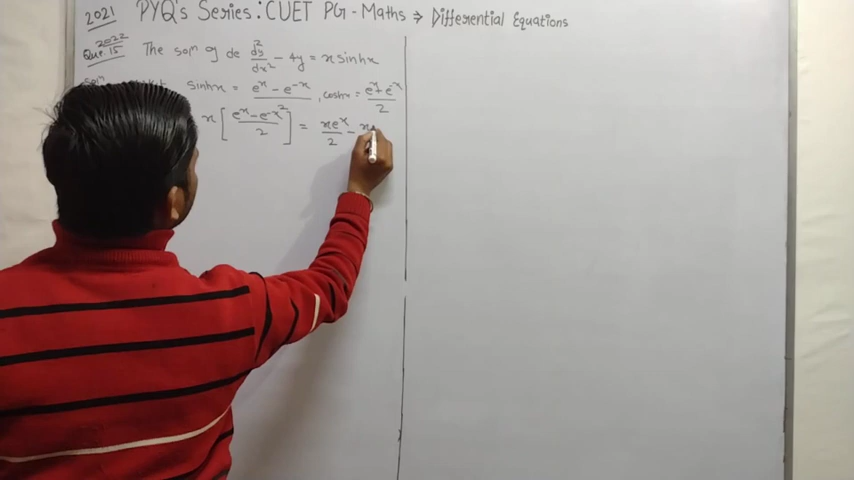 2021 PYQ's Series: CUET PG-Maths → Differential Equations
2022
Que.15 The som of de d²y/dx² - 4y = x sinhx
sinhx = e^x - e^-x / 2, coshx = e^x + e^-x / 2
x [ e^x - e^-x / 2 ] = xe^x / 2 - x